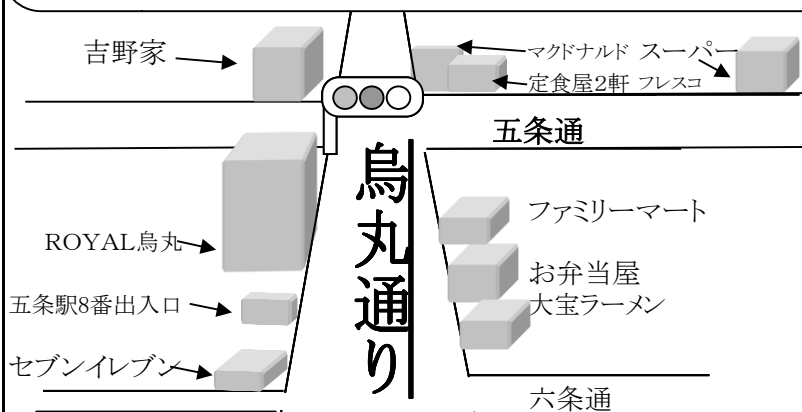 吉野家
マクドナルド スーパー
定食屋2軒 フレスコ
五条通
烏丸通り
ファミリーマート
ROYAL烏丸
お弁当屋
五条駅8番出入口
大宝ラーメン
セブンイレブン
六条通